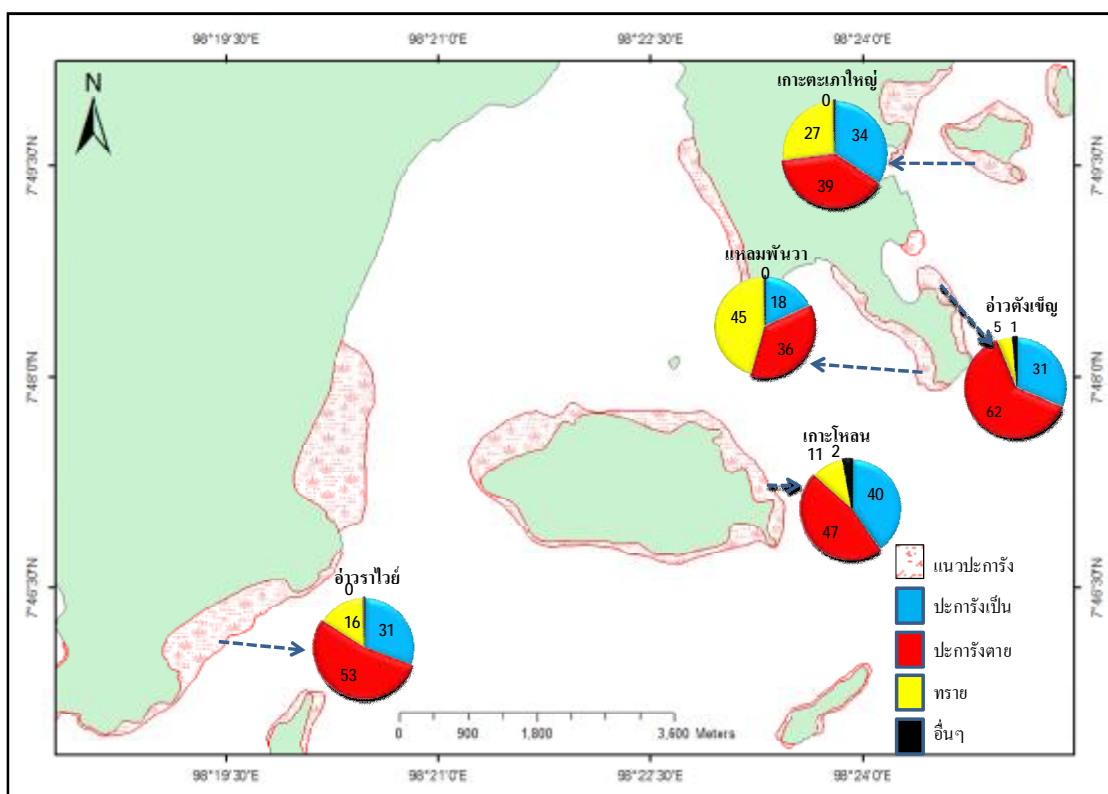 98°19'30"E 98°21'0"E 98°22'30"E 98°24'0"E
N
เกาะตะเภาใหญ่
0
27 34
39
7°49'30"N 7°49'30"N
แหลมพันวา
0
45 18
36
อ่าวตังเข็ญ
5 1
31
62
7°48'0"N 7°48'0"N
เกาะโหลน
11 2
40
47
แนวปะการัง
ปะการังเป็น
ปะการังตาย
ทราย
อื่นๆ
7°46'30"N 7°46'30"N
อ่าวราไวย์
0
16 31
53
0 900 1,800 3,600 Meters
98°19'30"E 98°21'0"E 98°22'30"E 98°24'0"E